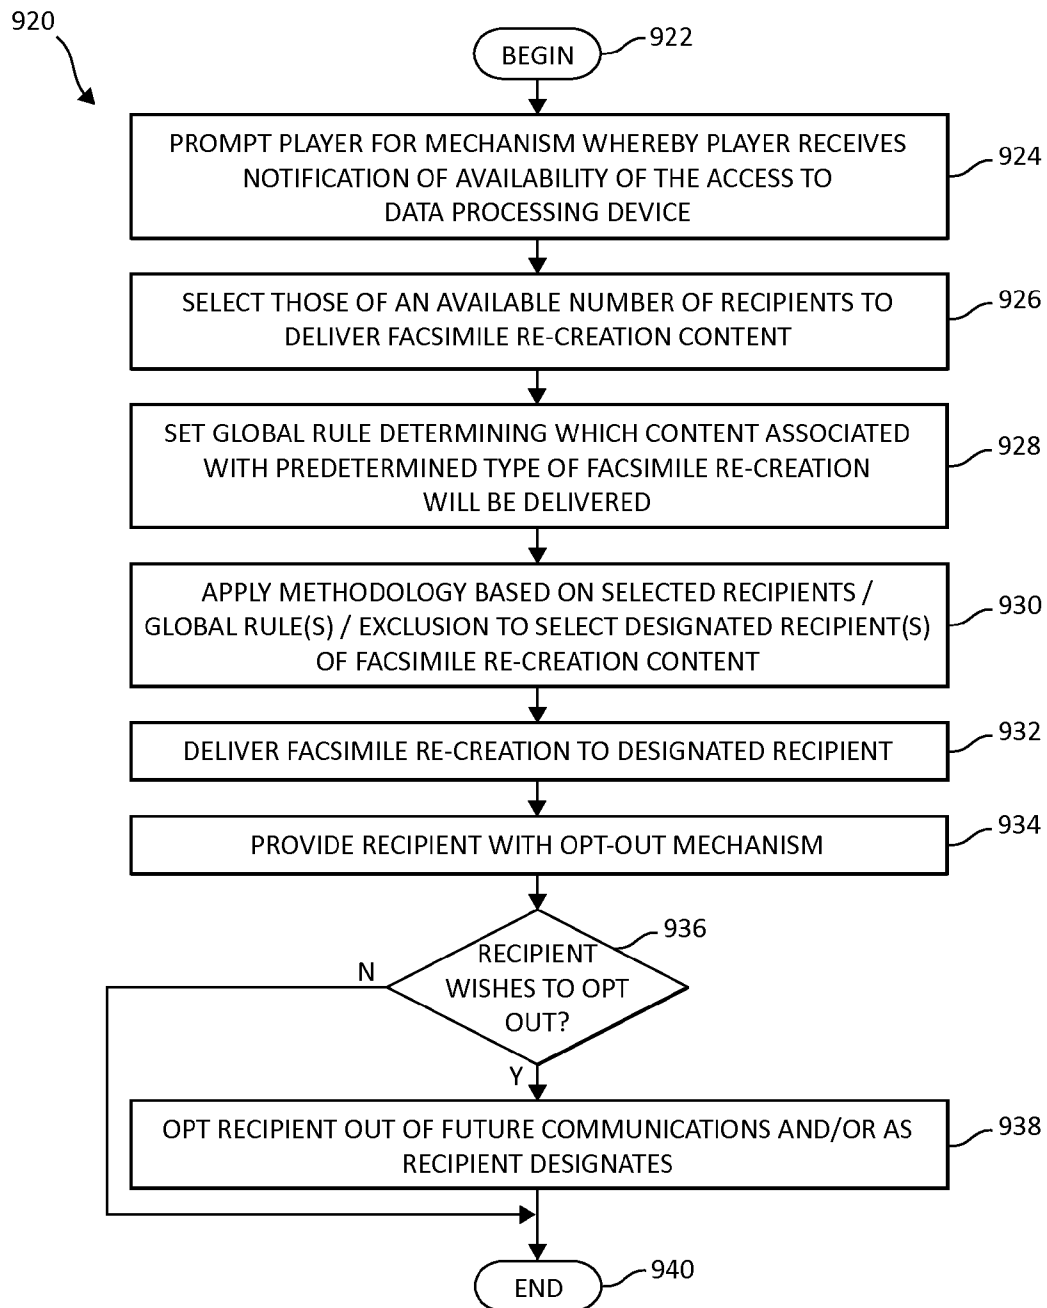 920
BEGIN
922
PROMPT PLAYER FOR MECHANISM WHEREBY PLAYER RECEIVES
NOTIFICATION OF AVAILABILITY OF THE ACCESS TO
DATA PROCESSING DEVICE
924
SELECT THOSE OF AN AVAILABLE NUMBER OF RECIPIENTS TO
DELIVER FACSIMILE RE-CREATION CONTENT
926
SET GLOBAL RULE DETERMINING WHICH CONTENT ASSOCIATED
WITH PREDETERMINED TYPE OF FACSIMILE RE-CREATION
WILL BE DELIVERED
928
APPLY METHODOLOGY BASED ON SELECTED RECIPIENTS /
GLOBAL RULE(S) / EXCLUSION TO SELECT DESIGNATED RECIPIENT(S)
OF FACSIMILE RE-CREATION CONTENT
930
DELIVER FACSIMILE RE-CREATION TO DESIGNATED RECIPIENT
932
PROVIDE RECIPIENT WITH OPT-OUT MECHANISM
934
RECIPIENT
WISHES TO OPT
OUT?
936
N
Y
OPT RECIPIENT OUT OF FUTURE COMMUNICATIONS AND/OR AS
RECIPIENT DESIGNATES
938
END
940